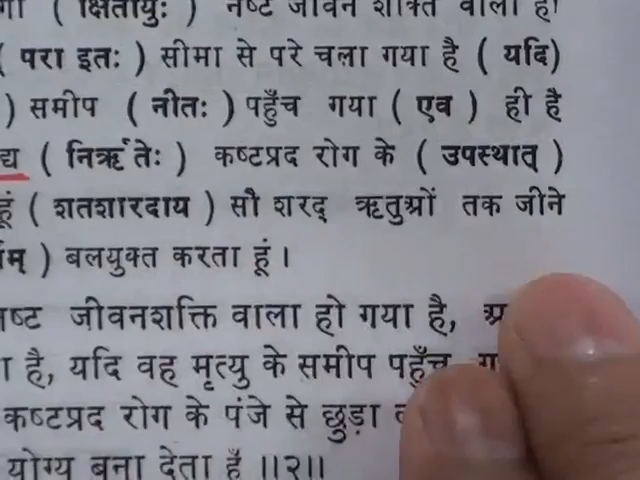 ( क्षितायुः ) नष्ट जीवन शक्ति वाला है।
( परा इतः ) सीमा से परे चला गया है ( यदि)
) समीप ( नीतः ) पहुँच गया ( एव ) ही है
( निर्ऋतेः ) कष्टप्रद रोग के ( उपस्थात् )
हूं ( शतशारदाय ) सौ शरद् ऋतुओं तक जीने
) बलयुक्त करता हूं ।
जीवनशक्ति वाला हो गया है,
है, यदि वह मृत्यु के समीप पहुँच
कष्टप्रद रोग के पंजे से छुड़ा
योग्य बना देता हूँ ॥२॥